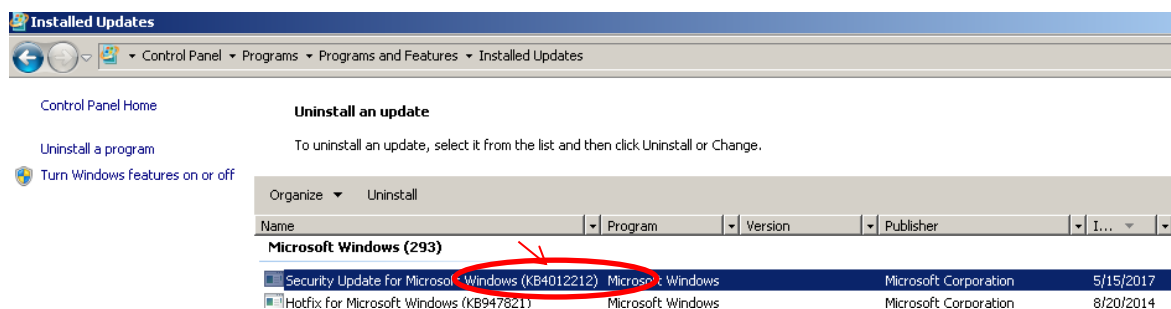 Installed Updates
Control Panel Programs Programs and Features Installed Updates
Control Panel Home
Uninstall a program
Turn Windows features on or off
Uninstall an update
To uninstall an update, select it from the list and then click Uninstall or Change.
Organize Uninstall
Name Program Version Publisher I...
Microsoft Windows (293)
Security Update for Microsoft Windows (KB4012212) Microsoft Windows Microsoft Corporation 5/15/2017
Hotfix for Microsoft Windows (KB947821) Microsoft Windows Microsoft Corporation 8/20/2014